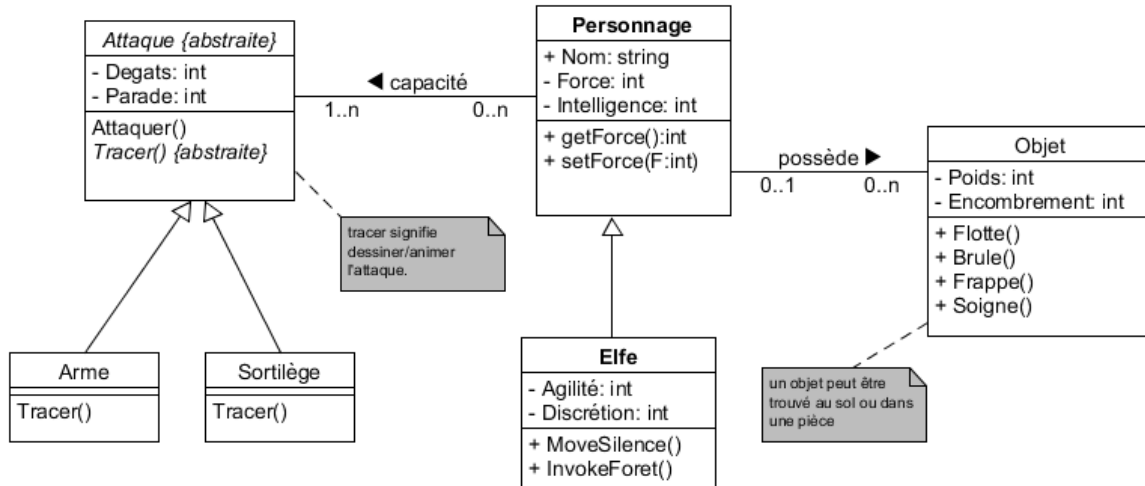 Attaque {abstraite}
- Degats: int
- Parade: int
Attaquer()
Tracer() {abstraite}
◀ capacité
1..n
0..n
Personnage
+ Nom: string
- Force: int
- Intelligence: int
+ getForce():int
+ setForce(F:int)
possède ▶
0..1
0..n
Objet
- Poids: int
- Encombrement: int
+ Flotte()
+ Brule()
+ Frappe()
+ Soigne()
tracer signifie
dessiner/animer
l'attaque.
Arme
Tracer()
Sortilège
Tracer()
Elfe
- Agilité: int
- Discrétion: int
+ MoveSilence()
+ InvokeForet()
un objet peut être
trouvé au sol ou dans
une pièce